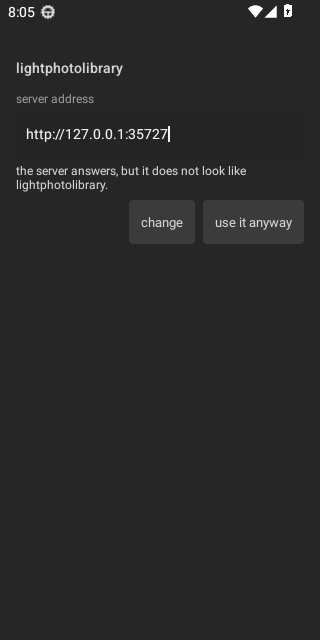 8:05
lightphotolibrary
server address
http://127.0.0.1:35727
the server answers, but it does not look like
lightphotolibrary.
change
use it anyway